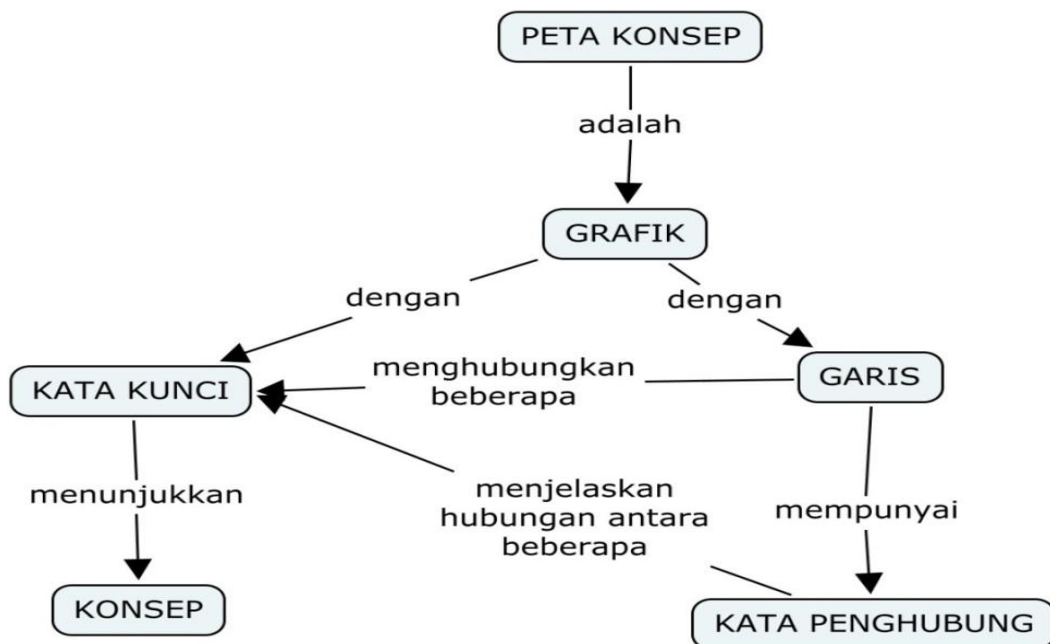 PETA KONSEP
adalah
GRAFIK
dengan
dengan
KATA KUNCI
menghubungkan
beberapa
GARIS
menunjukkan
menjelaskan
hubungan antara
beberapa
mempunyai
KONSEP
KATA PENGHUBUNG